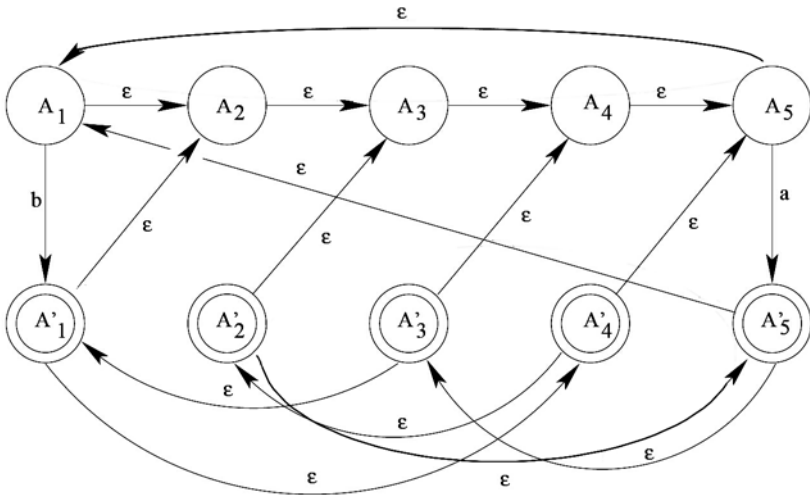 ε
A1 ε A2 ε A3 ε A4 ε A5
ε
b a
ε ε ε ε
A'1 A'2 A'3 A'4 A'5
ε ε ε
ε ε